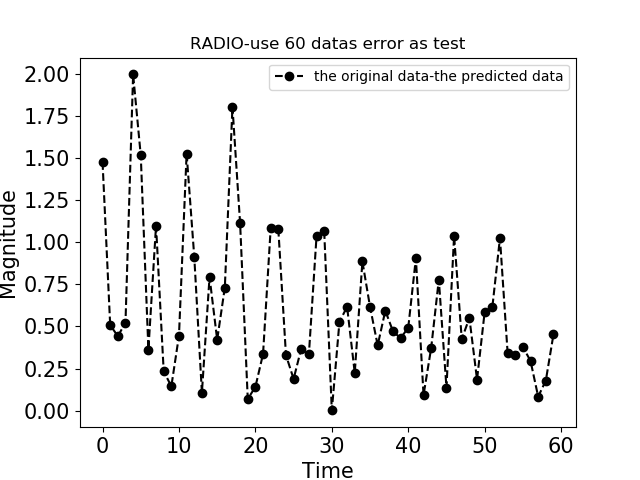 RADIO-use 60 datas error as test
the original data-the predicted data
2.00
1.75
1.50
1.25
1.00
0.75
0.50
0.25
0.00
Magnitude
0 10 20 30 40 50 60
Time